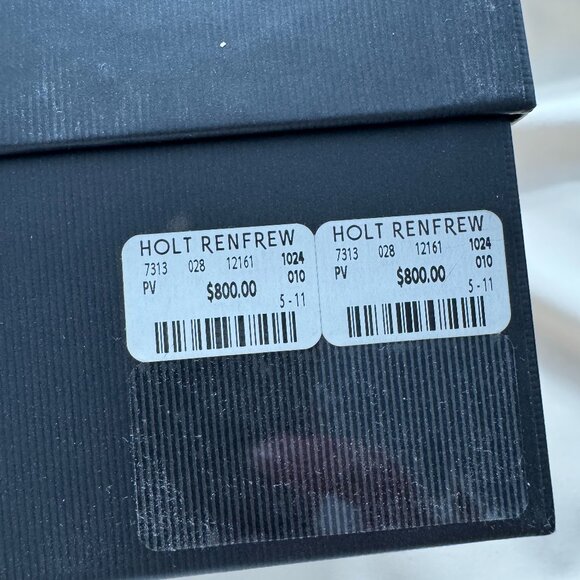 HOLT RENFREW
7313 028 12161 1024
PV 010
$800.00
5-11
HOLT RENFREW
7313 028 12161 1024
PV 010
$800.00
5-11